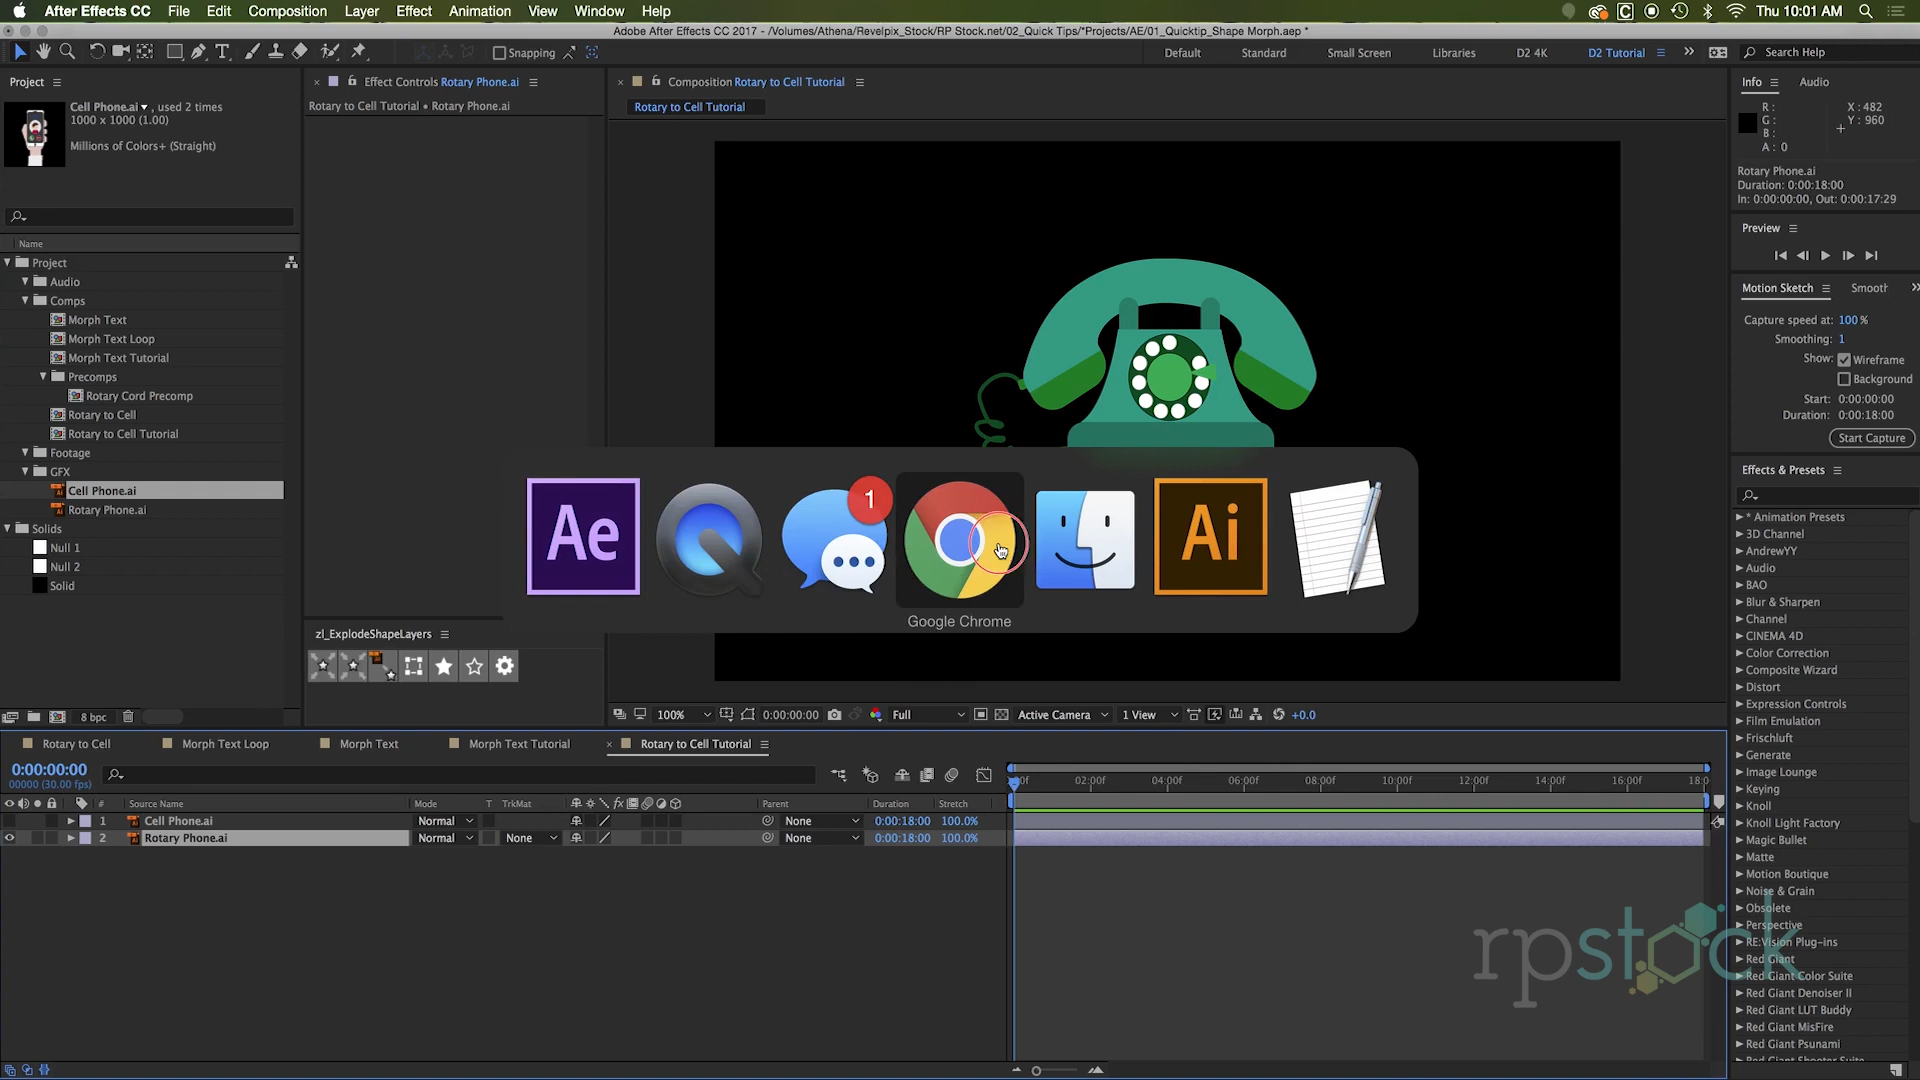 After Effects CC File Edit Composition Layer Effect Animation View Window Help Thu 10:01 AM
Adobe After Effects CC 2017 - /Volumes/Athena/Revelpix_Stock/RP Stock.net/02_Quick Tips/*Projects/AE/01_Quicktip_Shape Morph.aep *
Snapping Default Standard Small Screen Libraries D2 4K D2 Tutorial Search Help
Project
Cell Phone.ai , used 2 times
1000 x 1000 (1.00)
Millions of Colors+ (Straight)
Name
Project
Audio
Comps
Morph Text
Morph Text Loop
Morph Text Tutorial
Precomps
Rotary Cord Precomp
Rotary to Cell
Rotary to Cell Tutorial
Footage
GFX
Cell Phone.ai
Rotary Phone.ai
Solids
Null 1
Null 2
Solid
8 bpc
Effect Controls Rotary Phone.ai
Rotary to Cell Tutorial • Rotary Phone.ai
zl_ExplodeShapeLayers
Composition Rotary to Cell Tutorial
Rotary to Cell Tutorial
Ae
1
Ai
Google Chrome
100% 0:00:00:00 Full Active Camera 1 View +0.0
Info Audio
R :
G :
B :
A : 0
X : 482
Y : 960
Rotary Phone.ai
Duration: 0:00:18:00
In: 0:00:00:00, Out: 0:00:17:29
Preview
Motion Sketch Smooth
Capture speed at: 100 %
Smoothing: 1
Show: Wireframe
Background
Start: 0:00:00:00
Duration: 0:00:18:00
Start Capture
Effects & Presets
* Animation Presets
3D Channel
AndrewYY
Audio
BAO
Blur & Sharpen
Channel
CINEMA 4D
Color Correction
Composite Wizard
Distort
Expression Controls
Film Emulation
Frischluft
Generate
Image Lounge
Keying
Knoll
Knoll Light Factory
Magic Bullet
Matte
Motion Boutique
Noise & Grain
Obsolete
Perspective
RE:Vision Plug-ins
Red Giant
Red Giant Color Suite
Red Giant Denoiser II
Red Giant LUT Buddy
Red Giant MisFire
Red Giant Psunami
Red Giant Shooter Suite
Rotary to Cell Morph Text Loop Morph Text Morph Text Tutorial Rotary to Cell Tutorial
0:00:00:00
00000 (30.00 fps)
02:00f 04:00f 06:00f 08:00f 10:00f 12:00f 14:00f 16:00f
# Source Name Mode T TrkMat Parent Duration Stretch
1 Cell Phone.ai Normal None 0:00:18:00 100.0%
2 Rotary Phone.ai Normal None None 0:00:18:00 100.0%
rpstock